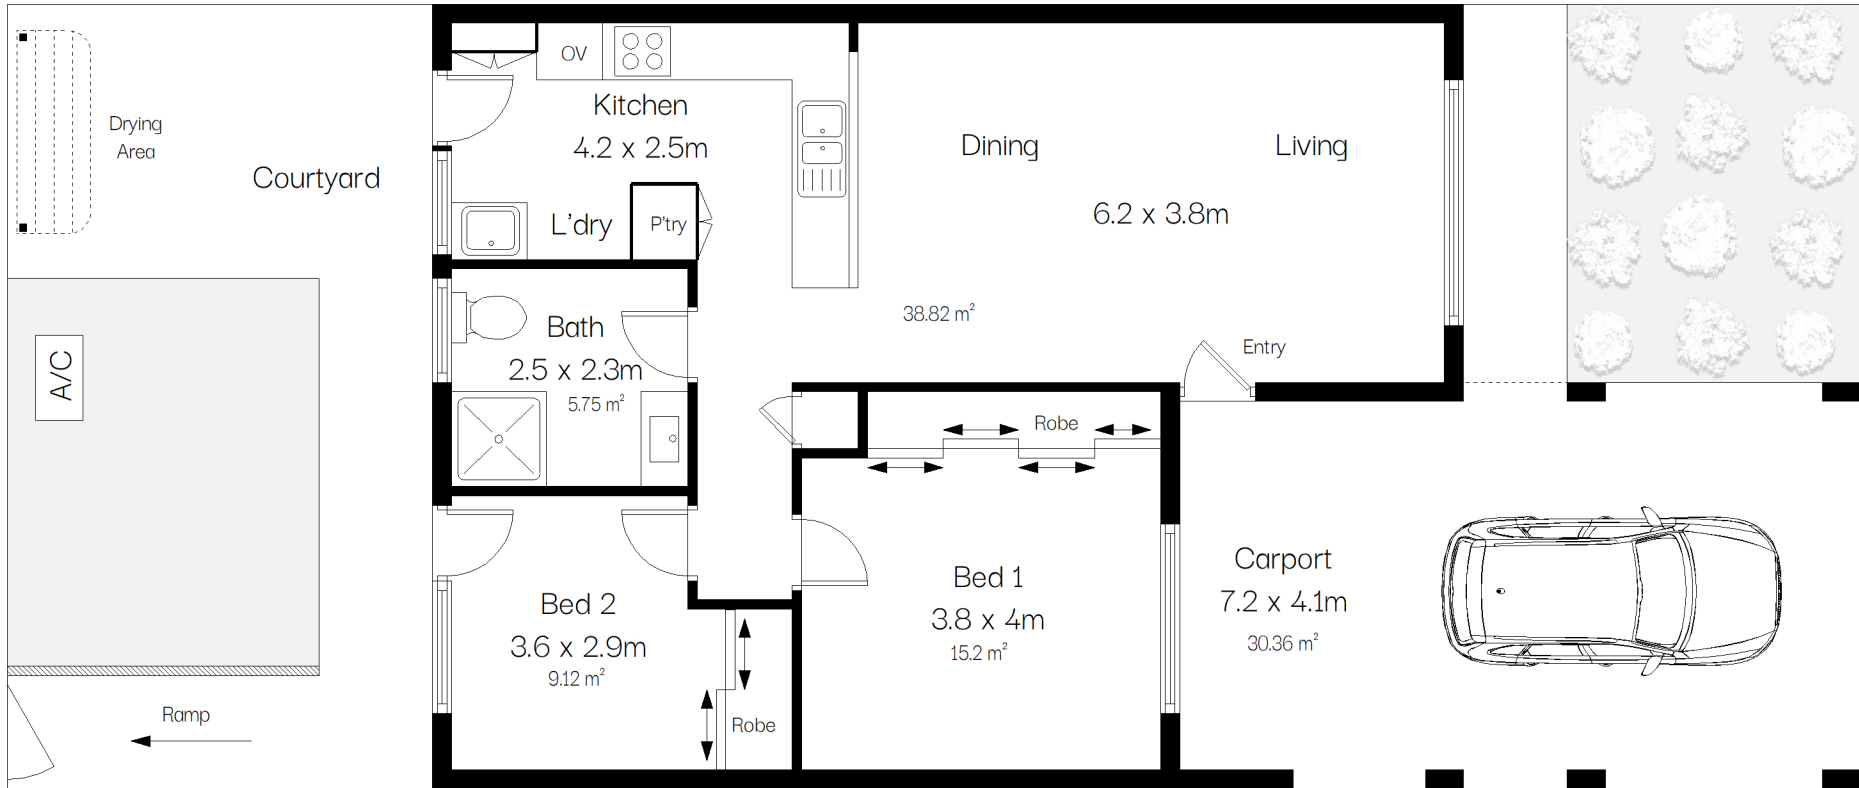 OV
Kitchen
4.2 x 2.5m
Drying
Area
Courtyard
Dining
Living
6.2 x 3.8m
L'dry
P'try
38.82 m²
Entry
Bath
2.5 x 2.3m
5.75 m²
A/C
Robe
Bed 1
3.8 x 4m
15.2 m²
Carport
7.2 x 4.1m
30.36 m²
Bed 2
3.6 x 2.9m
9.12 m²
Robe
Ramp